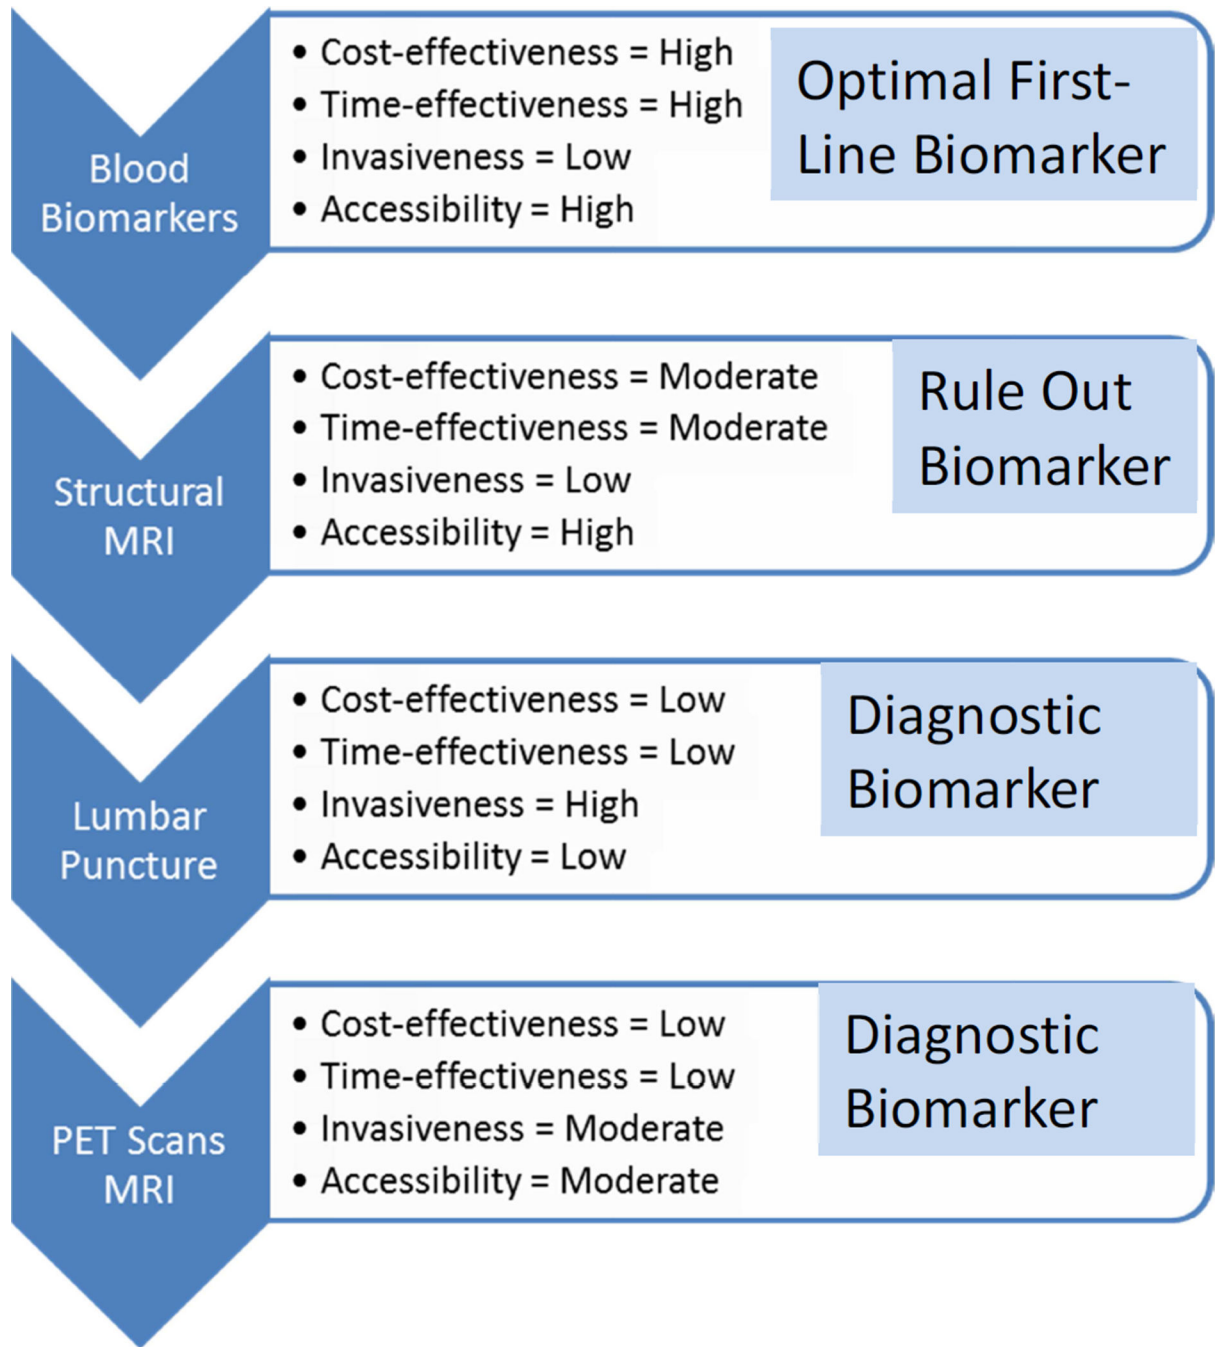 Blood
Biomarkers
• Cost-effectiveness = High
• Time-effectiveness = High
• Invasiveness = Low
• Accessibility = High
Optimal First-
Line Biomarker
Structural
MRI
• Cost-effectiveness = Moderate
• Time-effectiveness = Moderate
• Invasiveness = Low
• Accessibility = High
Rule Out
Biomarker
Lumbar
Puncture
• Cost-effectiveness = Low
• Time-effectiveness = Low
• Invasiveness = High
• Accessibility = Low
Diagnostic
Biomarker
PET Scans
MRI
• Cost-effectiveness = Low
• Time-effectiveness = Low
• Invasiveness = Moderate
• Accessibility = Moderate
Diagnostic
Biomarker